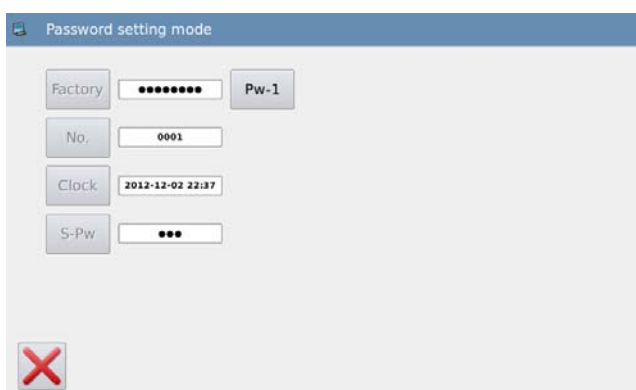 Password setting mode
Factory ●●●●●●●● Pw-1
No. 0001
Clock 2012-12-02 22:37
S-Pw ●●●